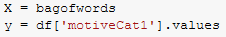 X = bagofwords
y = df['motiveCat1'].values